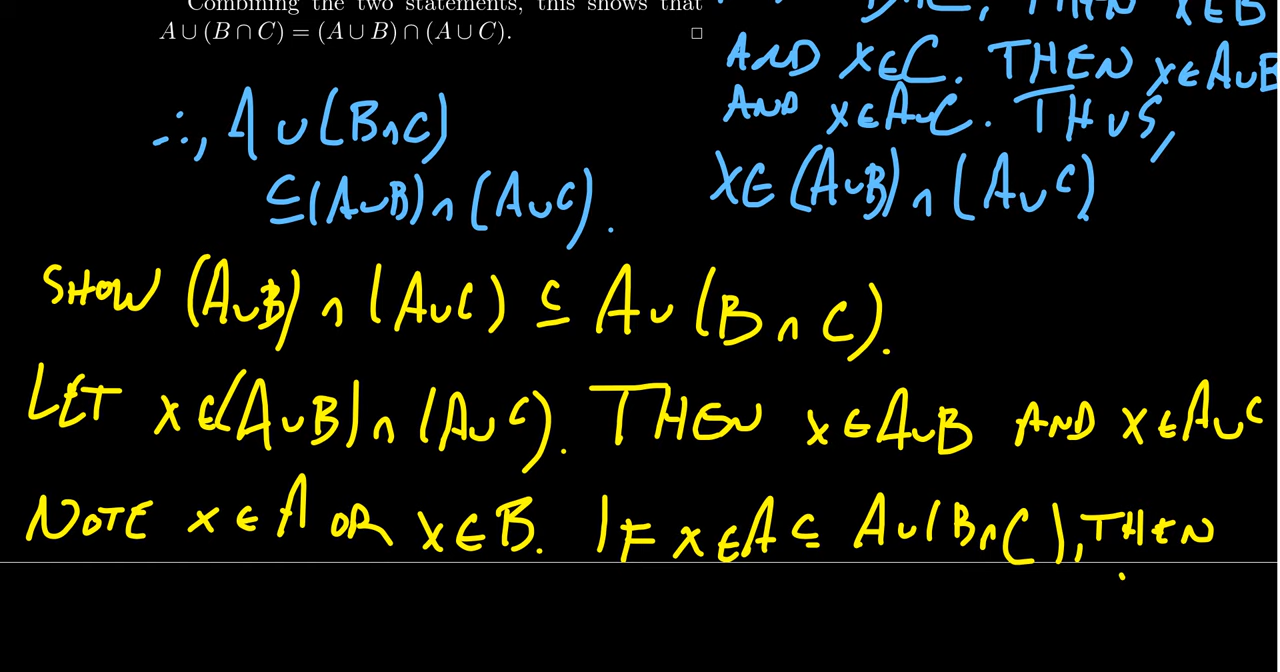 Combining the two statements, this shows that
A ∪ (B ∩ C) = (A ∪ B) ∩ (A ∪ C). □
THEN X∈B
AND X∈C. THEN X∈A∪B
AND X∈A∪C. THUS,
X∈ (A∪B) ∩ (A∪C)
∴, A ∪ (B∩C)
⊆ (A∪B) ∩ (A∪C).
SHOW (A∪B) ∩ (A∪C) ⊆ A∪ (B ∩ C).
LET X∈(A∪B) ∩ (A∪C). THEN X∈A∪B AND X∈A∪C
NOTE X∈A OR X∈B. IF X∈A ⊆ A∪(B∩C), THEN